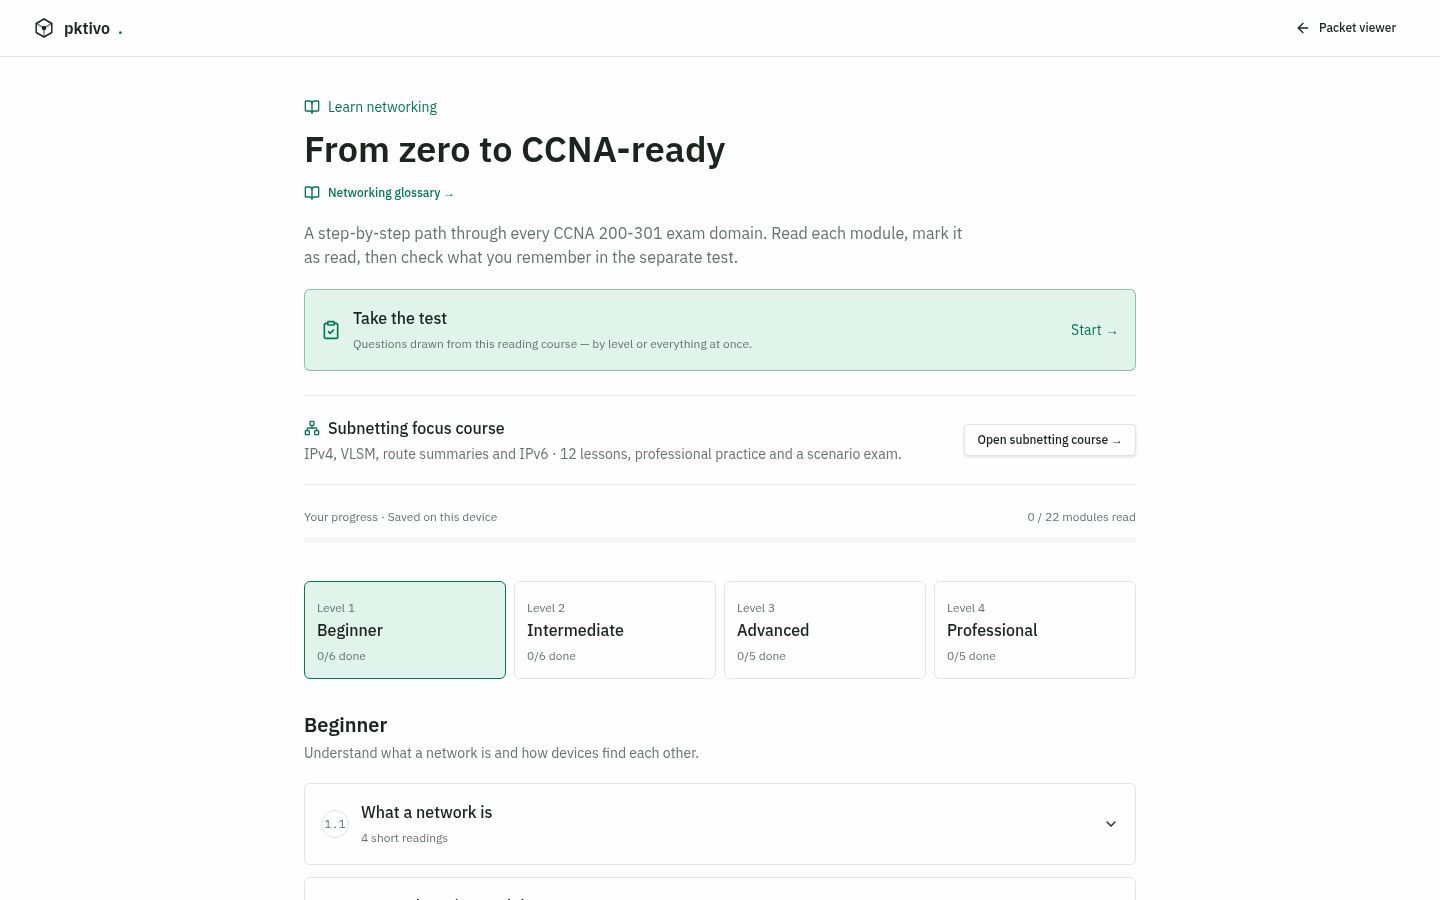 pktivo .
Packet viewer
Learn networking
From zero to CCNA-ready
Networking glossary →
A step-by-step path through every CCNA 200-301 exam domain. Read each module, mark it
as read, then check what you remember in the separate test.
Take the test
Questions drawn from this reading course — by level or everything at once.
Start →
Subnetting focus course
IPv4, VLSM, route summaries and IPv6 · 12 lessons, professional practice and a scenario exam.
Open subnetting course →
Your progress · Saved on this device
0 / 22 modules read
Level 1
Beginner
0/6 done
Level 2
Intermediate
0/6 done
Level 3
Advanced
0/5 done
Level 4
Professional
0/5 done
Beginner
Understand what a network is and how devices find each other.
1.1
What a network is
4 short readings